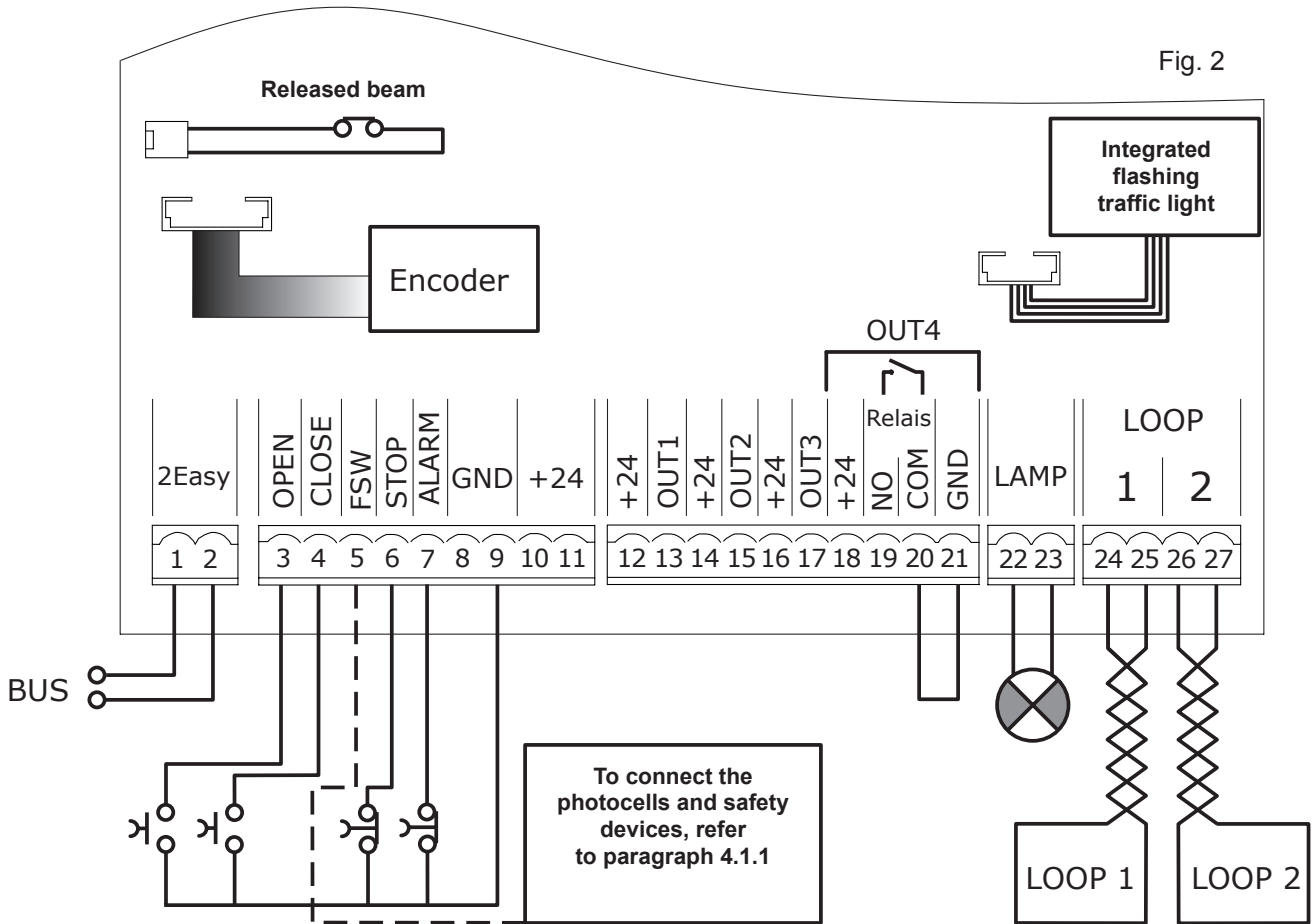 Fig. 2
Released beam
Integrated
flashing
traffic light
Encoder
OUT4
Relais
2Easy
OPEN
CLOSE
FSW
STOP
ALARM
GND
+24
+24
OUT1
+24
OUT2
+24
OUT3
+24
NO
COM
GND
LAMP
LOOP
1 2
1 2 3 4 5 6 7 8 9 10 11 12 13 14 15 16 17 18 19 20 21 22 23 24 25 26 27
BUS
To connect the
photocells and safety
devices, refer
to paragraph 4.1.1
LOOP 1
LOOP 2